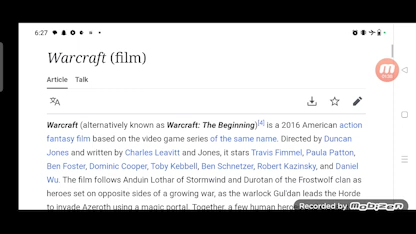 6:27
Warcraft (film)
Article Talk
Warcraft (alternatively known as Warcraft: The Beginning)[4] is a 2016 American action
fantasy film based on the video game series of the same name. Directed by Duncan
Jones and written by Charles Leavitt and Jones, it stars Travis Fimmel, Paula Patton,
Ben Foster, Dominic Cooper, Toby Kebbell, Ben Schnetzer, Robert Kazinsky, and Daniel
Wu. The film follows Anduin Lothar of Stormwind and Durotan of the Frostwolf clan as
heroes set on opposite sides of a growing war, as the warlock Gul'dan leads the Horde
to invade Azeroth using a magic portal. Together, a few human heroes
Recorded by mobizen